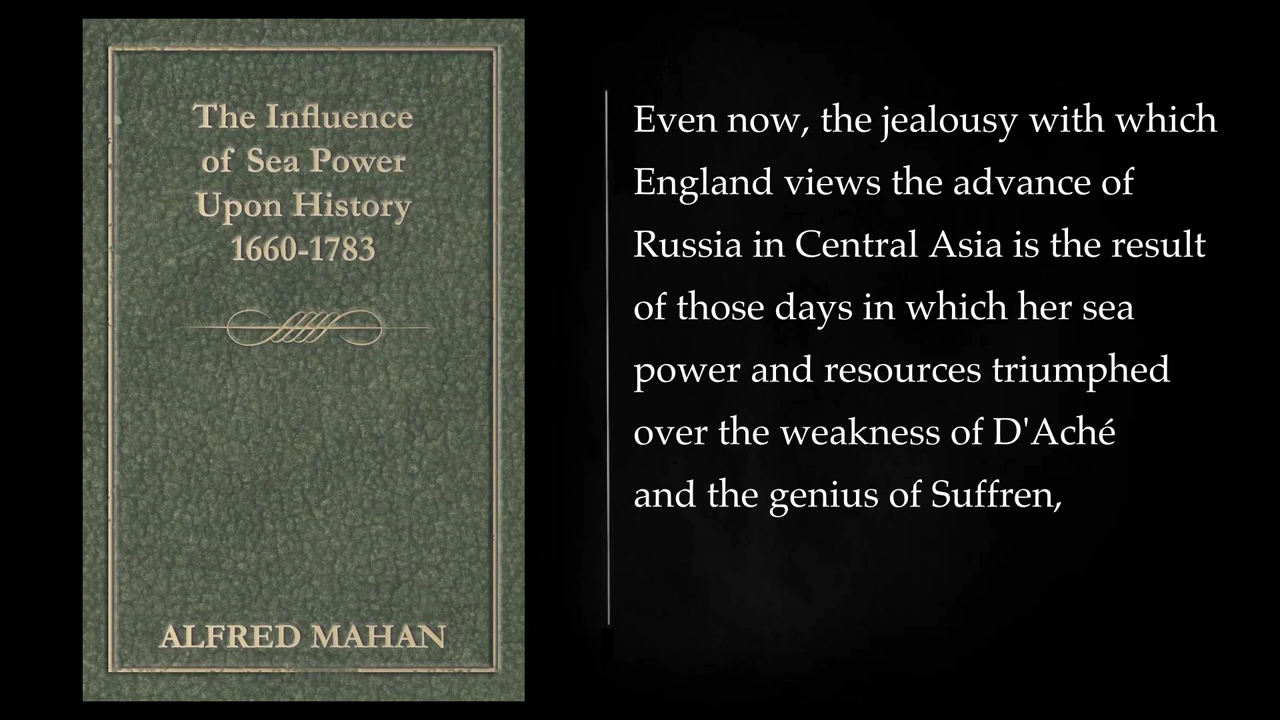 The Influence
of Sea Power
Upon History
1660-1783
ALFRED MAHAN
Even now, the jealousy with which
England views the advance of
Russia in Central Asia is the result
of those days in which her sea
power and resources triumphed
over the weakness of D'Aché
and the genius of Suffren,